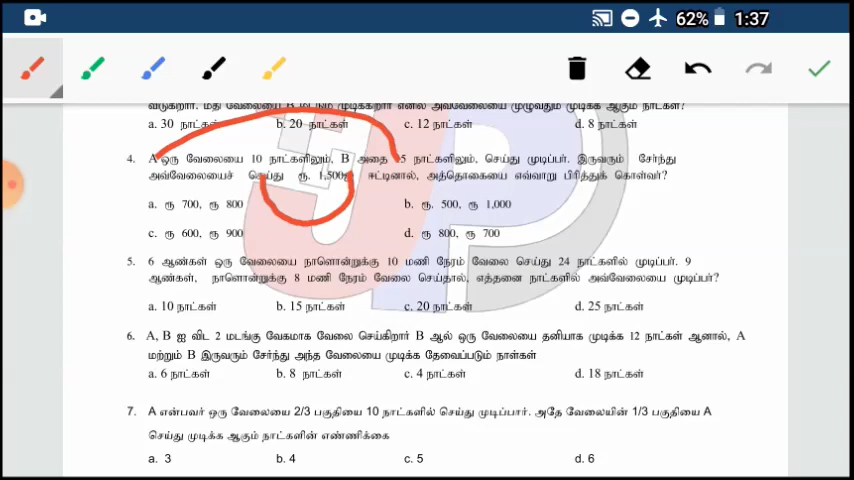 62% 1:37
வடுகிறார். மதி வேலையை B மடங்கு முடிக்கிறார் எனில் அவ்வேலையை முழுவதும் முடிக்க ஆகும் நாட்கள்?
a. 30 நாட்கள் b. 20 நாட்கள் c. 12 நாட்கள் d. 8 நாட்கள்
4. A ஒரு வேலையை 10 நாட்களிலும், B அதை 5 நாட்களிலும், செய்து முடிப்பர். இருவரும் சேர்ந்து
அவ்வேலையைச் செய்து ரூ. 1,500ஐ ஈட்டினால், அத்தொகையை எவ்வாறு பிரித்துக் கொள்வர்?
a. ரூ 700, ரூ 800 b. ரூ. 500, ரூ 1,000
c. ரூ 600, ரூ 900 d. ரூ 800, ரூ 700
5. 6 ஆண்கள் ஒரு வேலையை நாளொன்றுக்கு 10 மணி நேரம் வேலை செய்து 24 நாட்களில் முடிப்பர். 9
ஆண்கள், நாளொன்றுக்கு 8 மணி நேரம் வேலை செய்தால், எத்தனை நாட்களில் அவ்வேலையை முடிப்பர்?
a. 10 நாட்கள் b. 15 நாட்கள் c. 20 நாட்கள் d. 25 நாட்கள்
6. A, B ஐ விட 2 மடங்கு வேகமாக வேலை செய்கிறார் B ஆல் ஒரு வேலையை தனியாக முடிக்க 12 நாட்கள் ஆனால், A
மற்றும் B இருவரும் சேர்ந்து அந்த வேலையை முடிக்க தேவைப்படும் நாள்கள்
a. 6 நாட்கள் b. 8 நாட்கள் c. 4 நாட்கள் d. 18 நாட்கள்
7. A என்பவர் ஒரு வேலையை 2/3 பகுதியை 10 நாட்களில் செய்து முடிப்பார். அதே வேலையின் 1/3 பகுதியை A
செய்து முடிக்க ஆகும் நாட்களின் எண்ணிக்கை
a. 3 b. 4 c. 5 d. 6